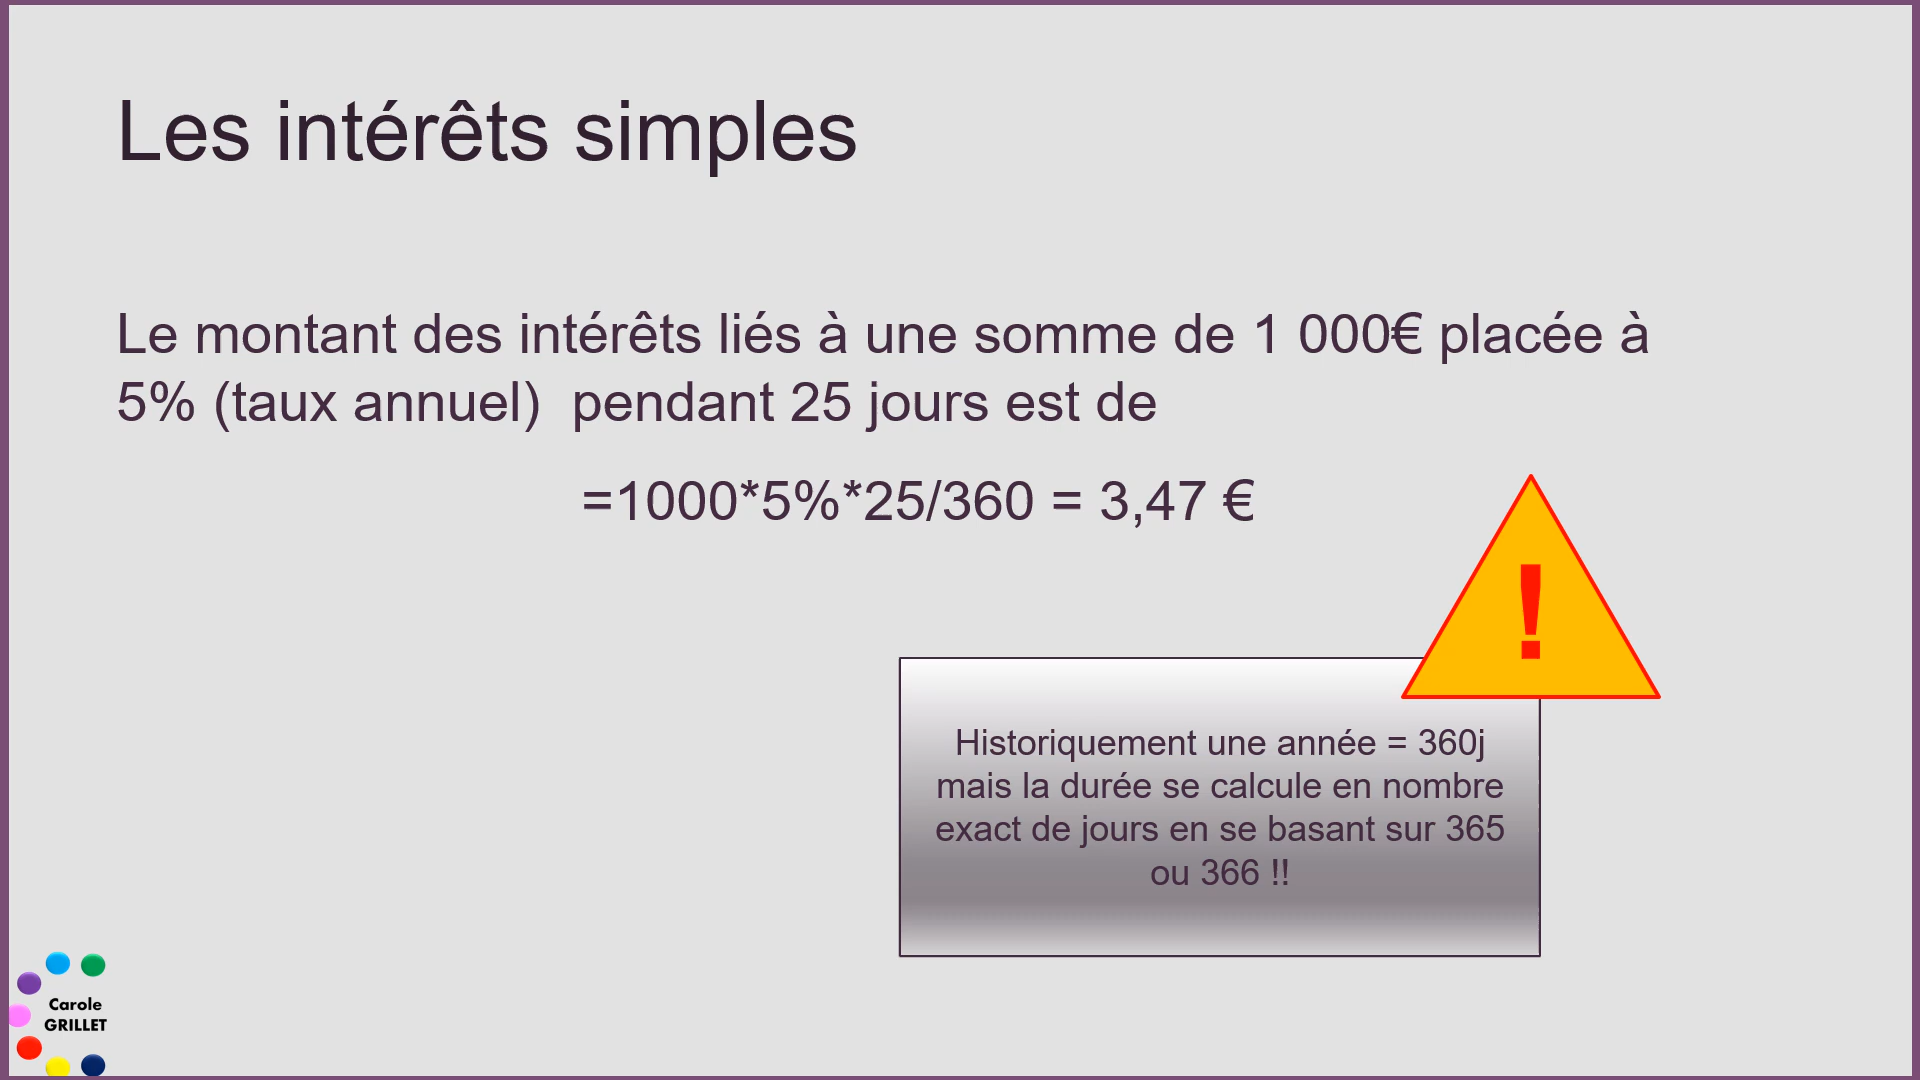 Les intérêts simples
Le montant des intérêts liés à une somme de 1 000€ placée à
5% (taux annuel)  pendant 25 jours est de
=1000*5%*25/360 = 3,47 €
!
Historiquement une année = 360j
mais la durée se calcule en nombre
exact de jours en se basant sur 365
ou 366 !!
Carole
GRILLET